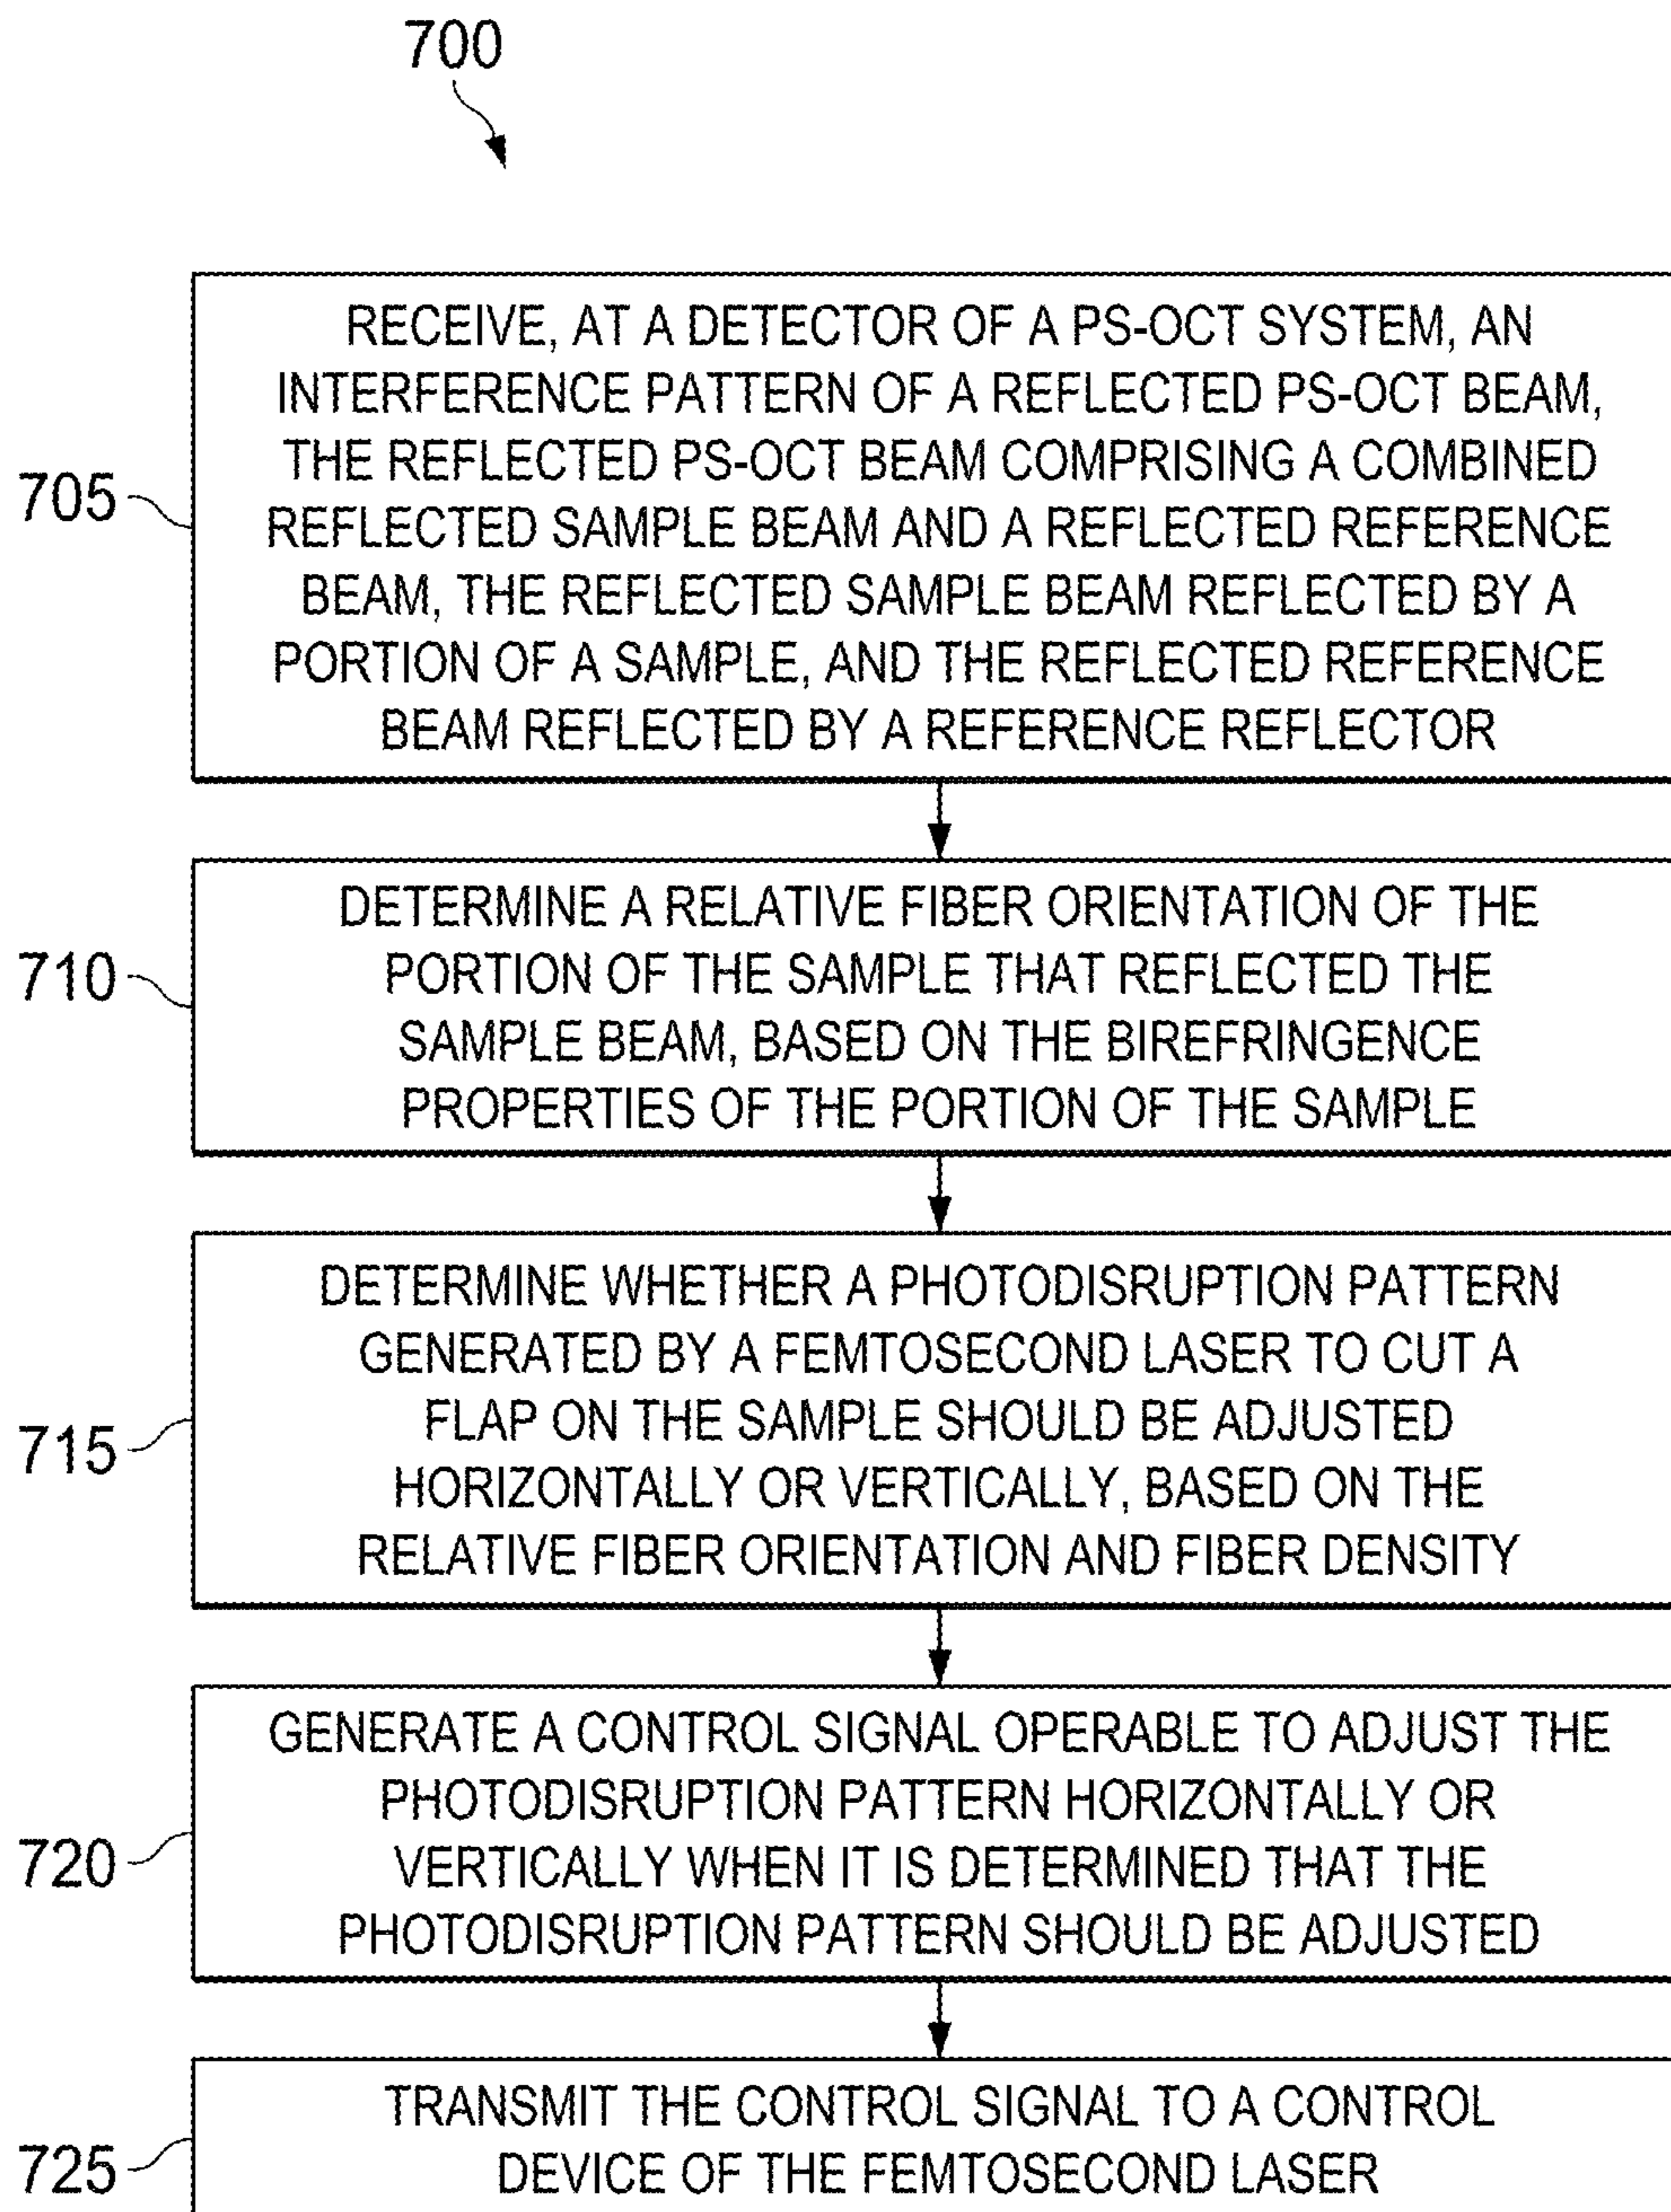 700
705
RECEIVE, AT A DETECTOR OF A PS-OCT SYSTEM, AN
INTERFERENCE PATTERN OF A REFLECTED PS-OCT BEAM,
THE REFLECTED PS-OCT BEAM COMPRISING A COMBINED
REFLECTED SAMPLE BEAM AND A REFLECTED REFERENCE
BEAM, THE REFLECTED SAMPLE BEAM REFLECTED BY A
PORTION OF A SAMPLE, AND THE REFLECTED REFERENCE
BEAM REFLECTED BY A REFERENCE REFLECTOR
710
DETERMINE A RELATIVE FIBER ORIENTATION OF THE
PORTION OF THE SAMPLE THAT REFLECTED THE
SAMPLE BEAM, BASED ON THE BIREFRINGENCE
PROPERTIES OF THE PORTION OF THE SAMPLE
715
DETERMINE WHETHER A PHOTODISRUPTION PATTERN
GENERATED BY A FEMTOSECOND LASER TO CUT A
FLAP ON THE SAMPLE SHOULD BE ADJUSTED
HORIZONTALLY OR VERTICALLY, BASED ON THE
RELATIVE FIBER ORIENTATION AND FIBER DENSITY
720
GENERATE A CONTROL SIGNAL OPERABLE TO ADJUST THE
PHOTODISRUPTION PATTERN HORIZONTALLY OR
VERTICALLY WHEN IT IS DETERMINED THAT THE
PHOTODISRUPTION PATTERN SHOULD BE ADJUSTED
725
TRANSMIT THE CONTROL SIGNAL TO A CONTROL
DEVICE OF THE FEMTOSECOND LASER